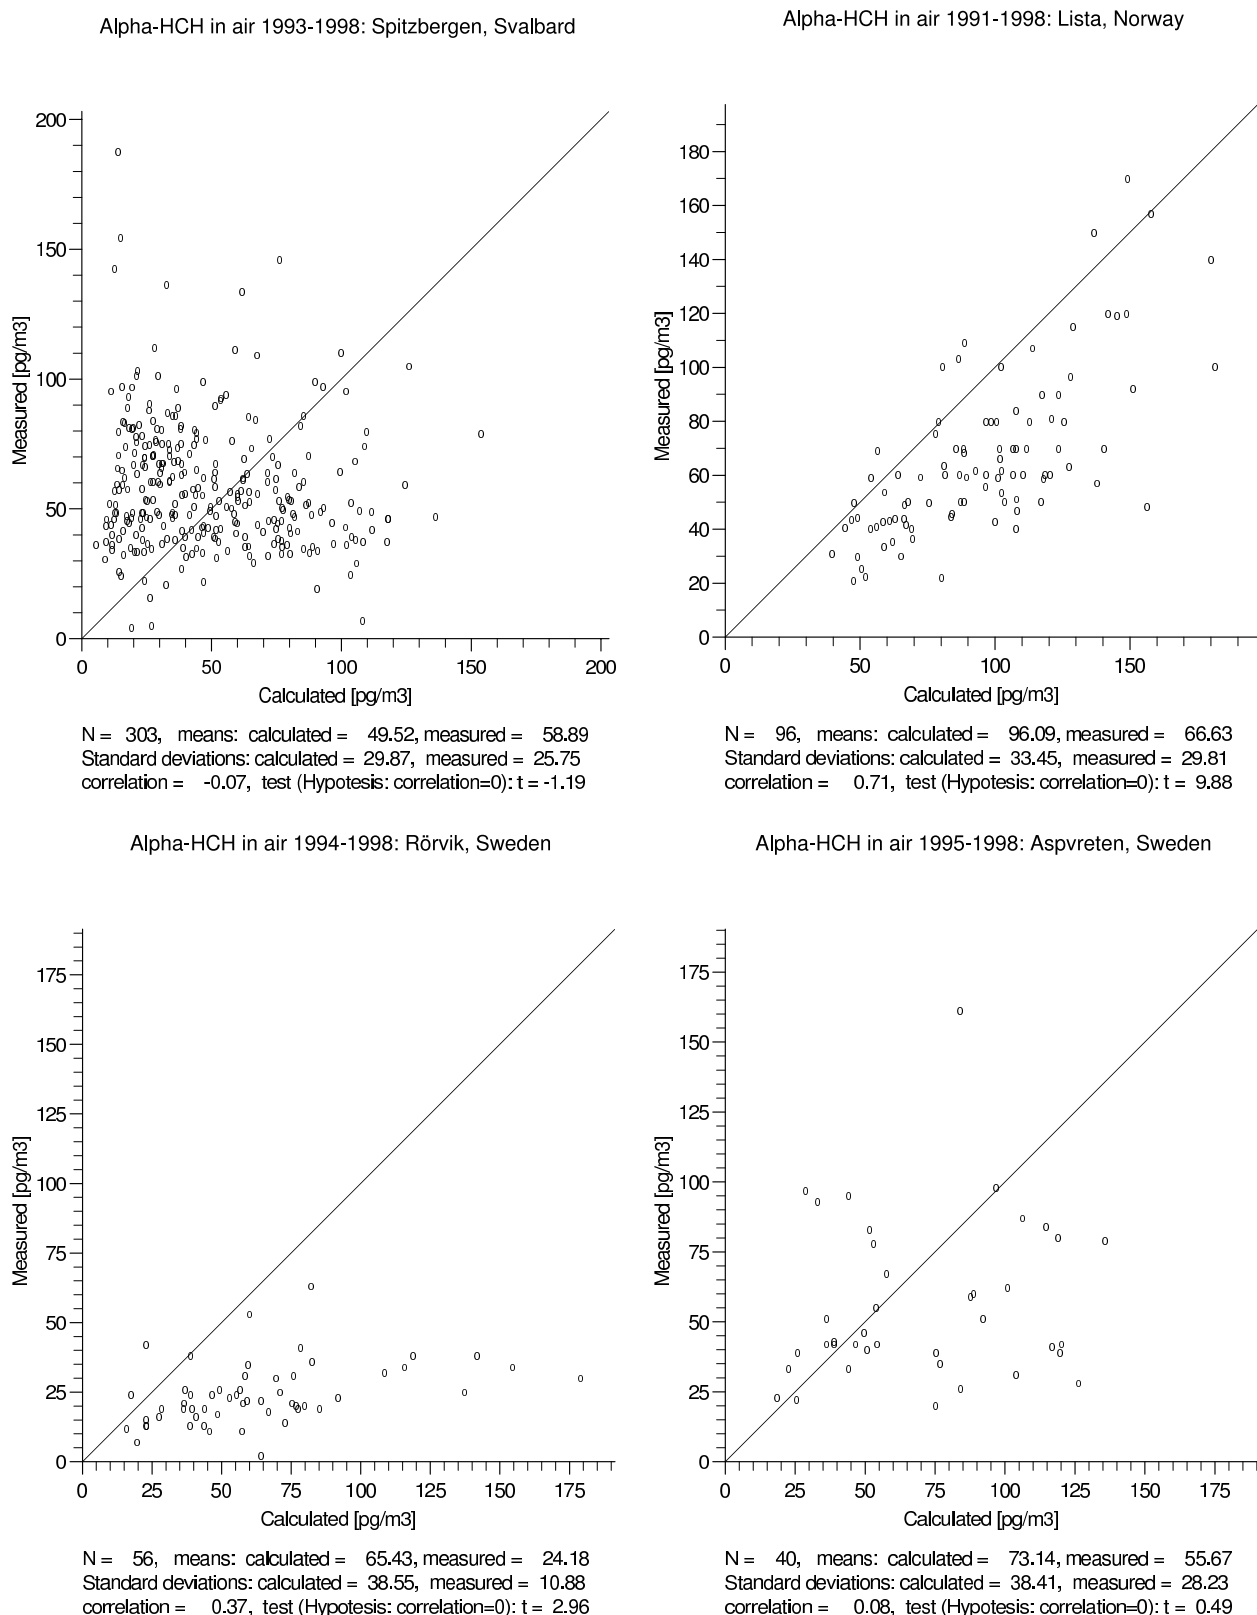 Alpha-HCH in air 1993-1998: Spitzbergen, Svalbard
200
150
100
50
0
Measured [pg/m3]
0 50 100 150 200
Calculated [pg/m3]
N = 303, means: calculated = 49.52, measured = 58.89
Standard deviations: calculated = 29.87, measured = 25.75
correlation = -0.07, test (Hypotesis: correlation=0): t = -1.19
Alpha-HCH in air 1991-1998: Lista, Norway
180
160
140
120
100
80
60
40
20
0
Measured [pg/m3]
0 50 100 150
Calculated [pg/m3]
N = 96, means: calculated = 96.09, measured = 66.63
Standard deviations: calculated = 33.45, measured = 29.81
correlation = 0.71, test (Hypotesis: correlation=0): t = 9.88
Alpha-HCH in air 1994-1998: Rörvik, Sweden
175
150
125
100
75
50
25
0
Measured [pg/m3]
0 25 50 75 100 125 150 175
Calculated [pg/m3]
N = 56, means: calculated = 65.43, measured = 24.18
Standard deviations: calculated = 38.55, measured = 10.88
correlation = 0.37, test (Hypotesis: correlation=0): t = 2.96
Alpha-HCH in air 1995-1998: Aspvreten, Sweden
175
150
125
100
75
50
25
0
Measured [pg/m3]
0 25 50 75 100 125 150 175
Calculated [pg/m3]
N = 40, means: calculated = 73.14, measured = 55.67
Standard deviations: calculated = 38.41, measured = 28.23
correlation = 0.08, test (Hypotesis: correlation=0): t = 0.49